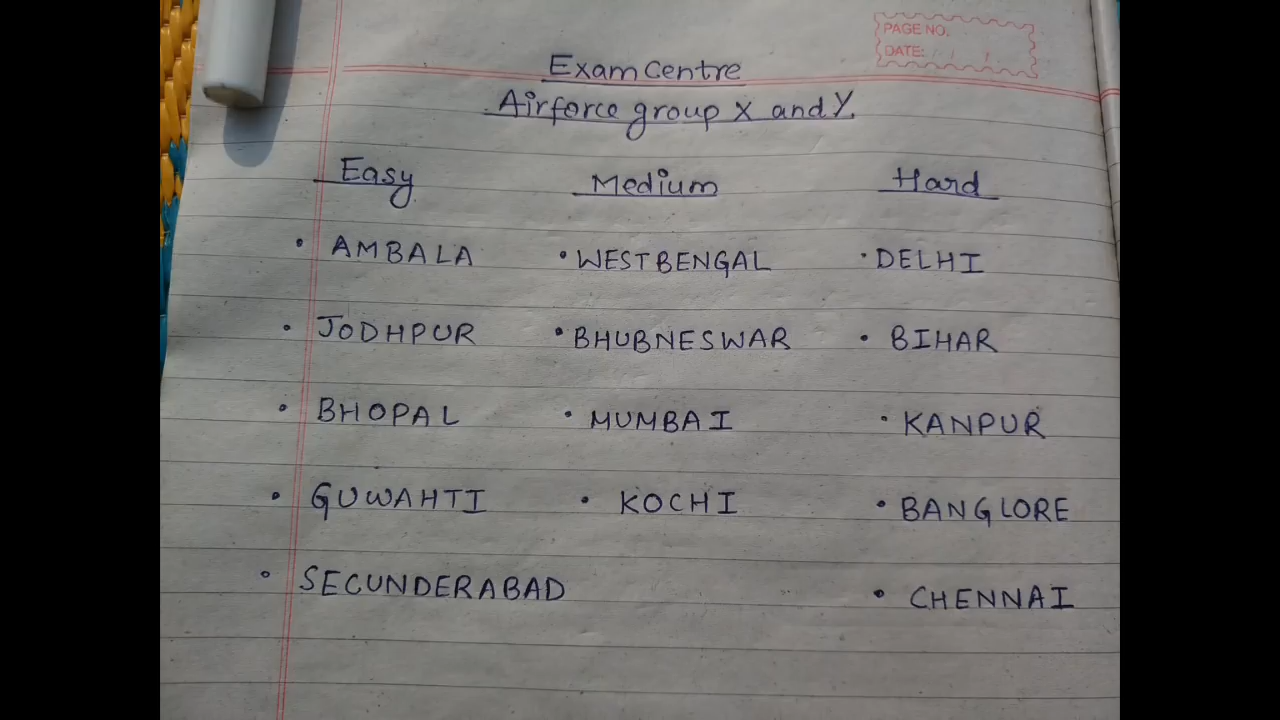 PAGE NO.
DATE: / /
Exam Centre
Airforce group X and Y.
Easy Medium Hard
• AMBALA • WESTBENGAL • DELHI
• JODHPUR • BHUBNESWAR • BIHAR
• BHOPAL • MUMBAI • KANPUR
• GUWAHTI • KOCHI • BANGLORE
• SECUNDERABAD • CHENNAI